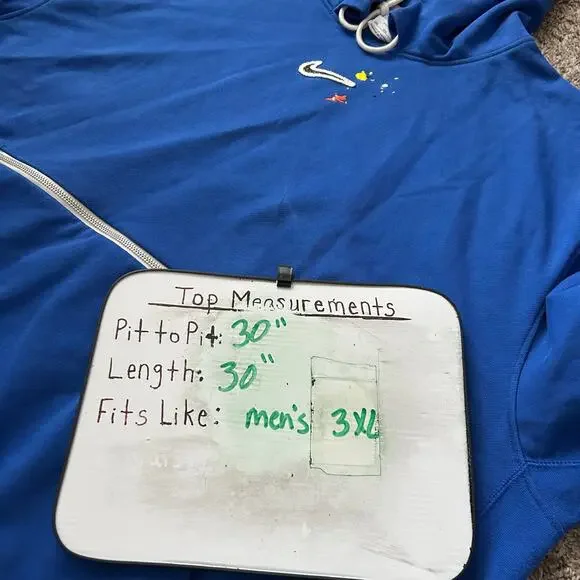 Top Measurements
Pit to Pit: 30"
Length: 30"
Fits Like: men's 3XL